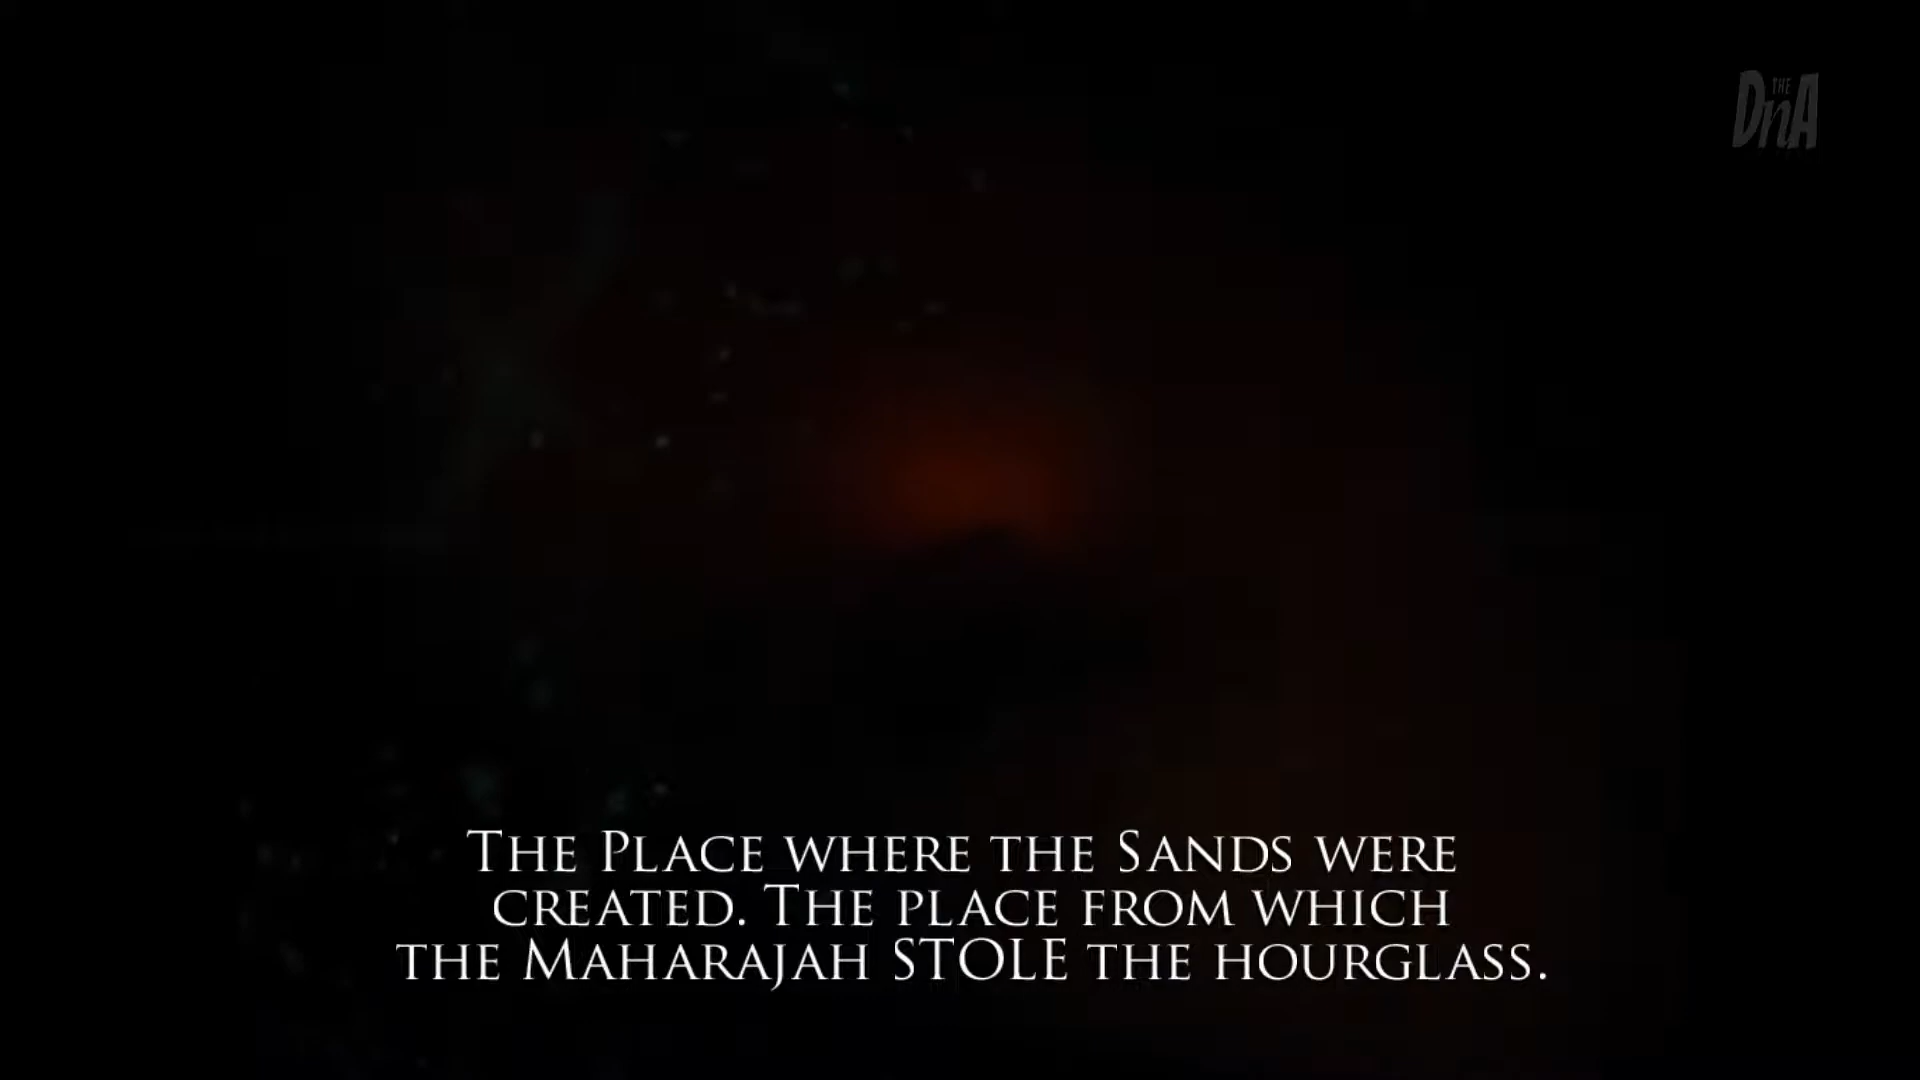 THE DnA
THE PLACE WHERE THE SANDS WERE
CREATED. THE PLACE FROM WHICH
THE MAHARAJAH STOLE THE HOURGLASS.